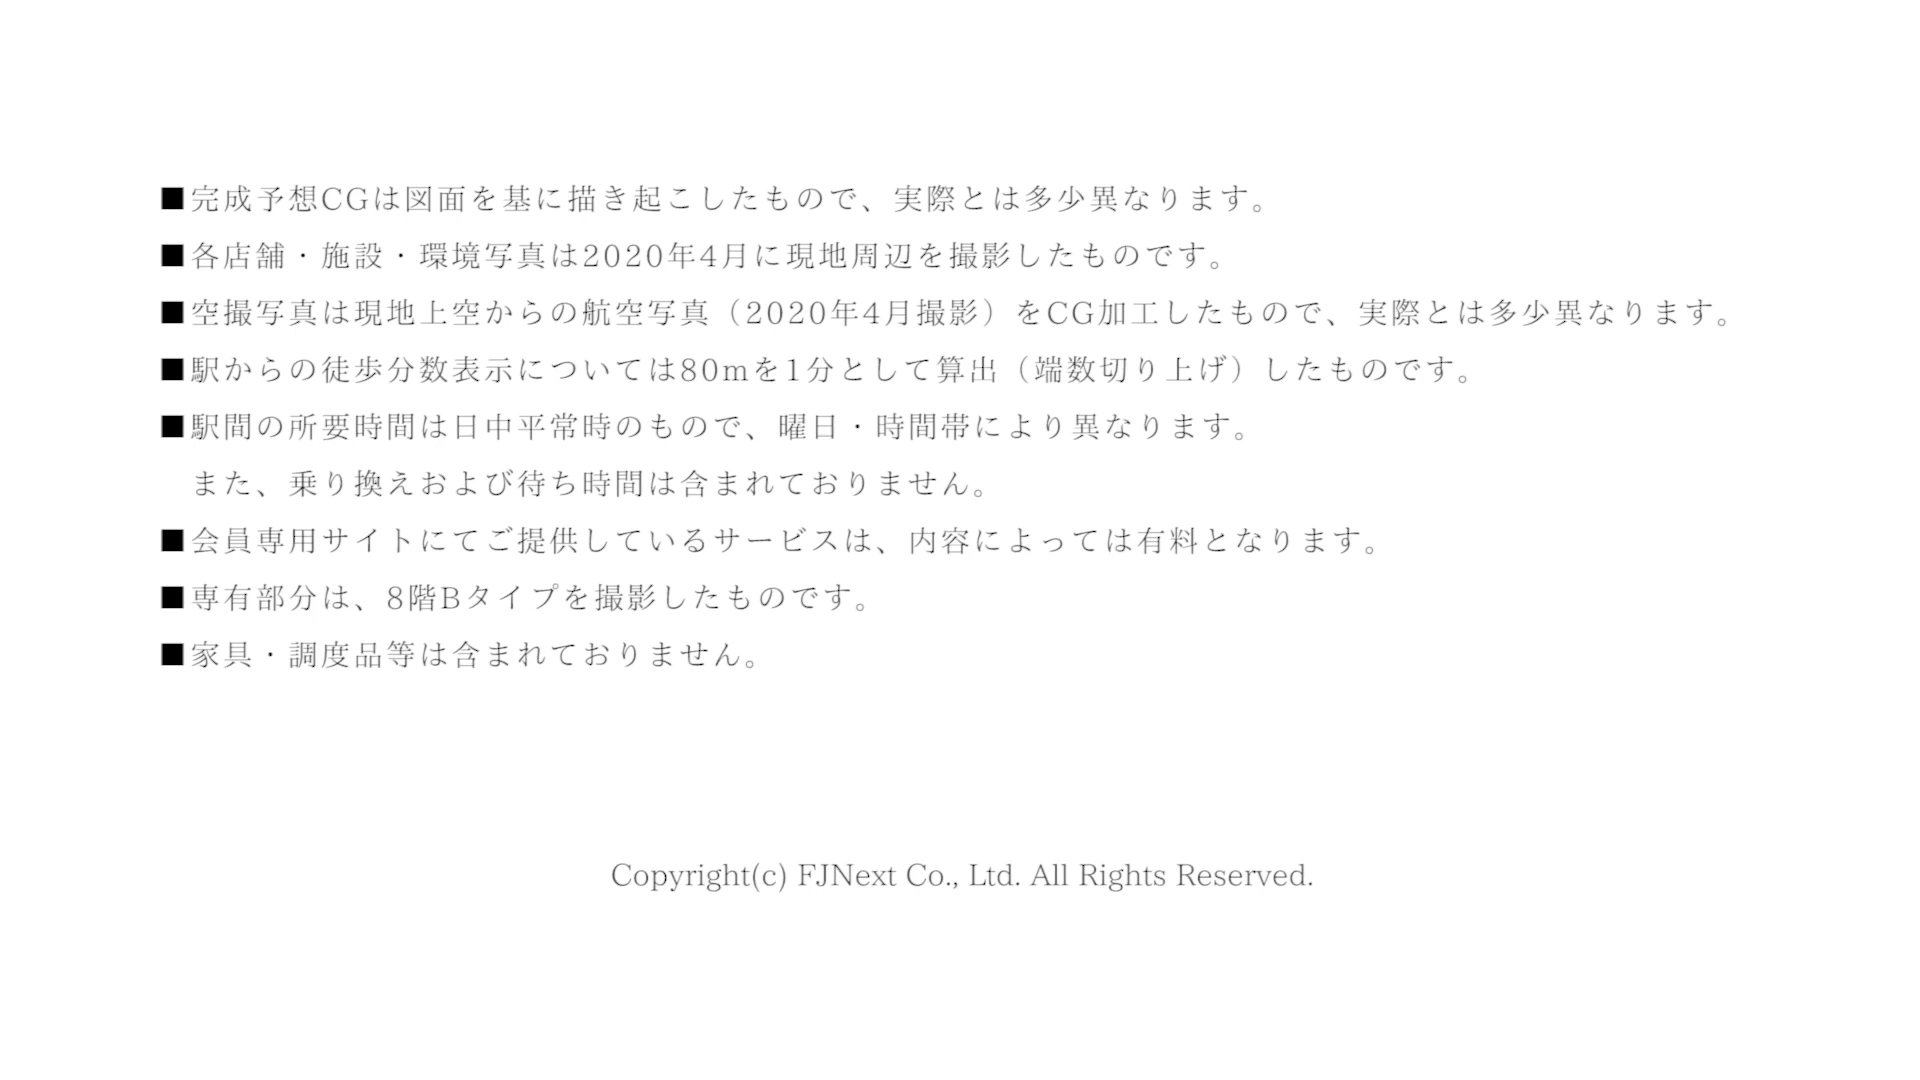 ■完成予想CGは図面を基に描き起こしたもので、実際とは多少異なります。
■各店舗・施設・環境写真は2020年4月に現地周辺を撮影したものです。
■空撮写真は現地上空からの航空写真（2020年4月撮影）をCG加工したもので、実際とは多少異なります。
■駅からの徒歩分数表示については80mを1分として算出（端数切り上げ）したものです。
■駅間の所要時間は日中平常時のもので、曜日・時間帯により異なります。
　また、乗り換えおよび待ち時間は含まれておりません。
■会員専用サイトにてご提供しているサービスは、内容によっては有料となります。
■専有部分は、8階Bタイプを撮影したものです。
■家具・調度品等は含まれておりません。
Copyright(c) FJNext Co., Ltd. All Rights Reserved.